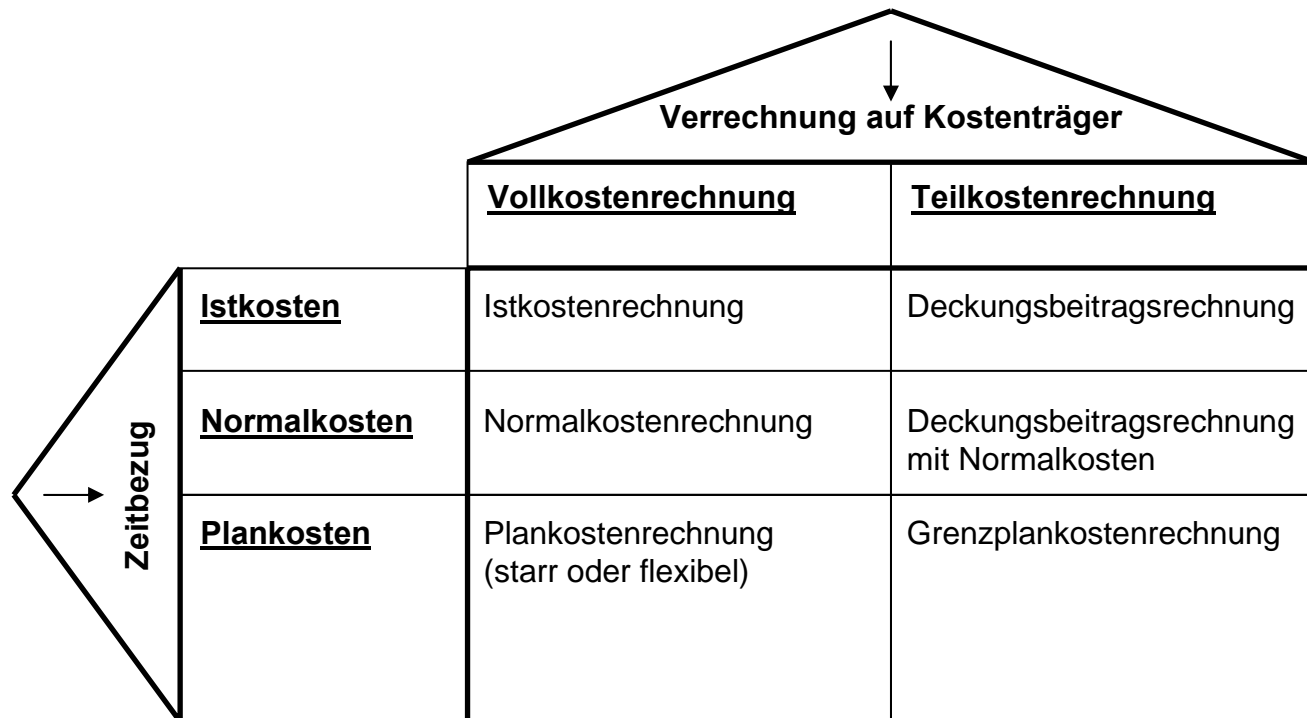 Verrechnung auf Kostenträger
Vollkostenrechnung
Teilkostenrechnung
Zeitbezug
Istkosten
Istkostenrechnung
Deckungsbeitragsrechnung
Normalkosten
Normalkostenrechnung
Deckungsbeitragsrechnung
mit Normalkosten
Plankosten
Plankostenrechnung
(starr oder flexibel)
Grenzplankostenrechnung